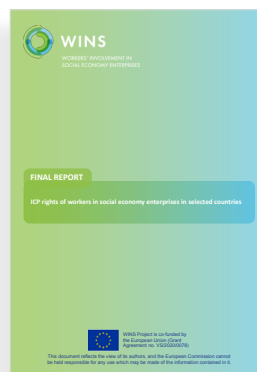 WINS
WORKERS' INVOLVEMENT IN
SOCIAL ECONOMY ENTERPRISES
FINAL REPORT
ICP rights of workers in social economy enterprises in selected countries
WINS Project is co-funded by
the European Union (Grant
Agreement no. VS/2020/0078)
This document reflects the view of its authors, and the European Commission cannot
be held responsible for any use which may be made of the information contained in it.